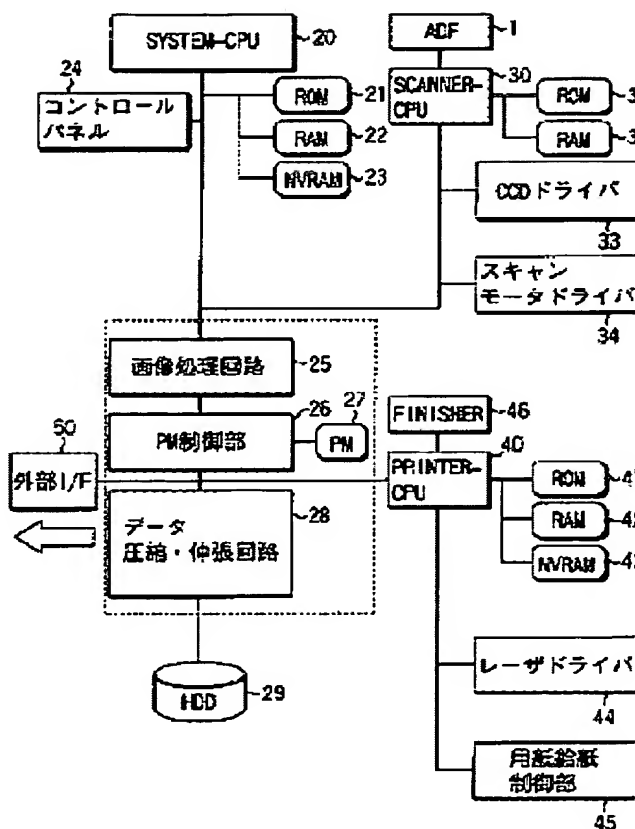 SYSTEM-CPU
20
24
コントロール
パネル
ROM
21
RAM
22
NVRAM
23
ADF
1
SCANNER-
CPU
30
ROM
3
RAM
3
CCDドライバ
33
スキャン
モータドライバ
34
画像処理回路
25
26
PM制御部
27
PM
50
外部I/F
データ
圧縮・伸張回路
28
HDD
29
FINISHER
46
40
PRINTER-
CPU
ROM
41
RAM
42
NVRAM
43
レーザドライバ
44
用紙給紙
制御部
45